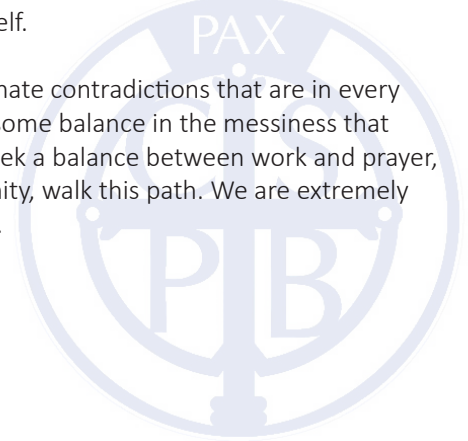 elf.
PAX
nate contradictions that are in every
some balance in the messiness that
ek a balance between work and prayer,
nity, walk this path. We are extremely
.
C S
P B